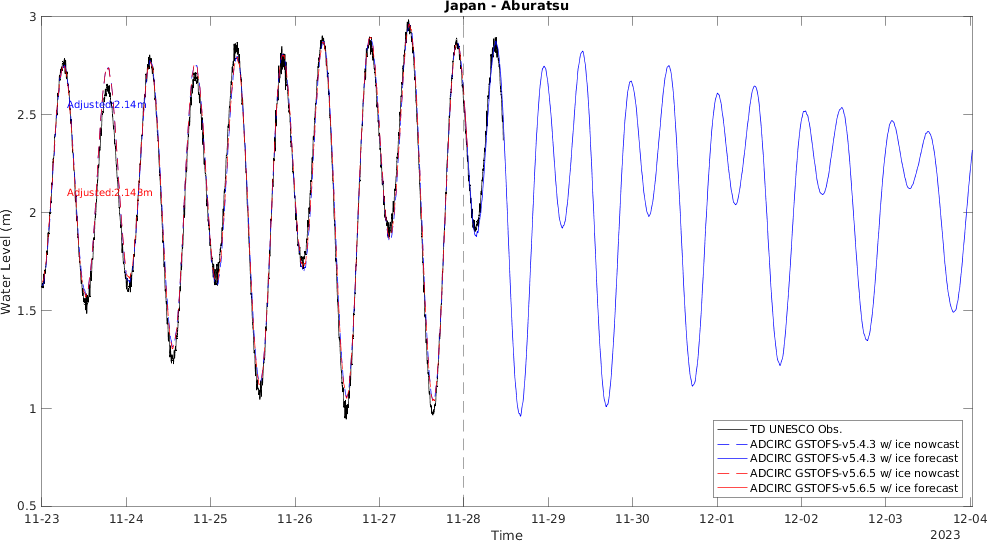 Japan - Aburatsu
3
2.5
2
1.5
1
0.5
Water Level (m)
Adjusted:2.14m
Adjusted:2.143m
TD UNESCO Obs.
ADCIRC GSTOFS-v5.4.3 w/ ice nowcast
ADCIRC GSTOFS-v5.4.3 w/ ice forecast
ADCIRC GSTOFS-v5.6.5 w/ ice nowcast
ADCIRC GSTOFS-v5.6.5 w/ ice forecast
11-23 11-24 11-25 11-26 11-27 11-28 11-29 11-30 12-01 12-02 12-03 12-04
Time
2023